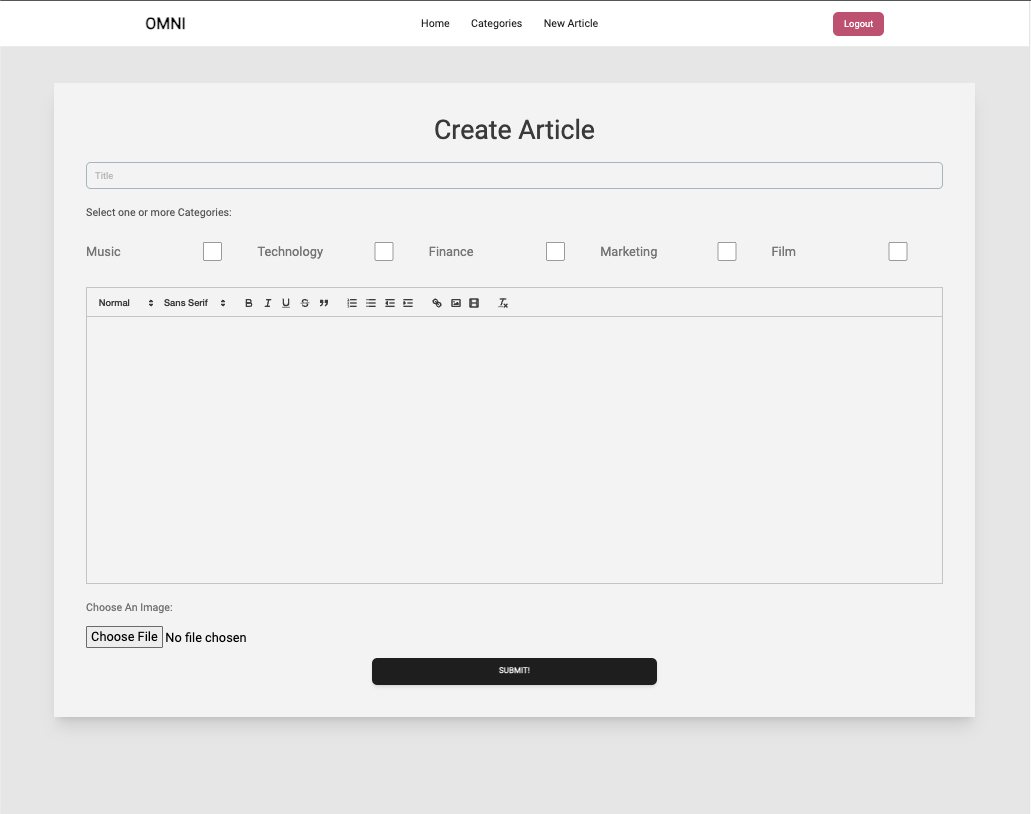 OMNI Home Categories New Article Logout
Create Article
Title
Select one or more Categories:
Music Technology Finance Marketing Film
Normal Sans Serif
Choose An Image:
Choose File No file chosen
SUBMIT!